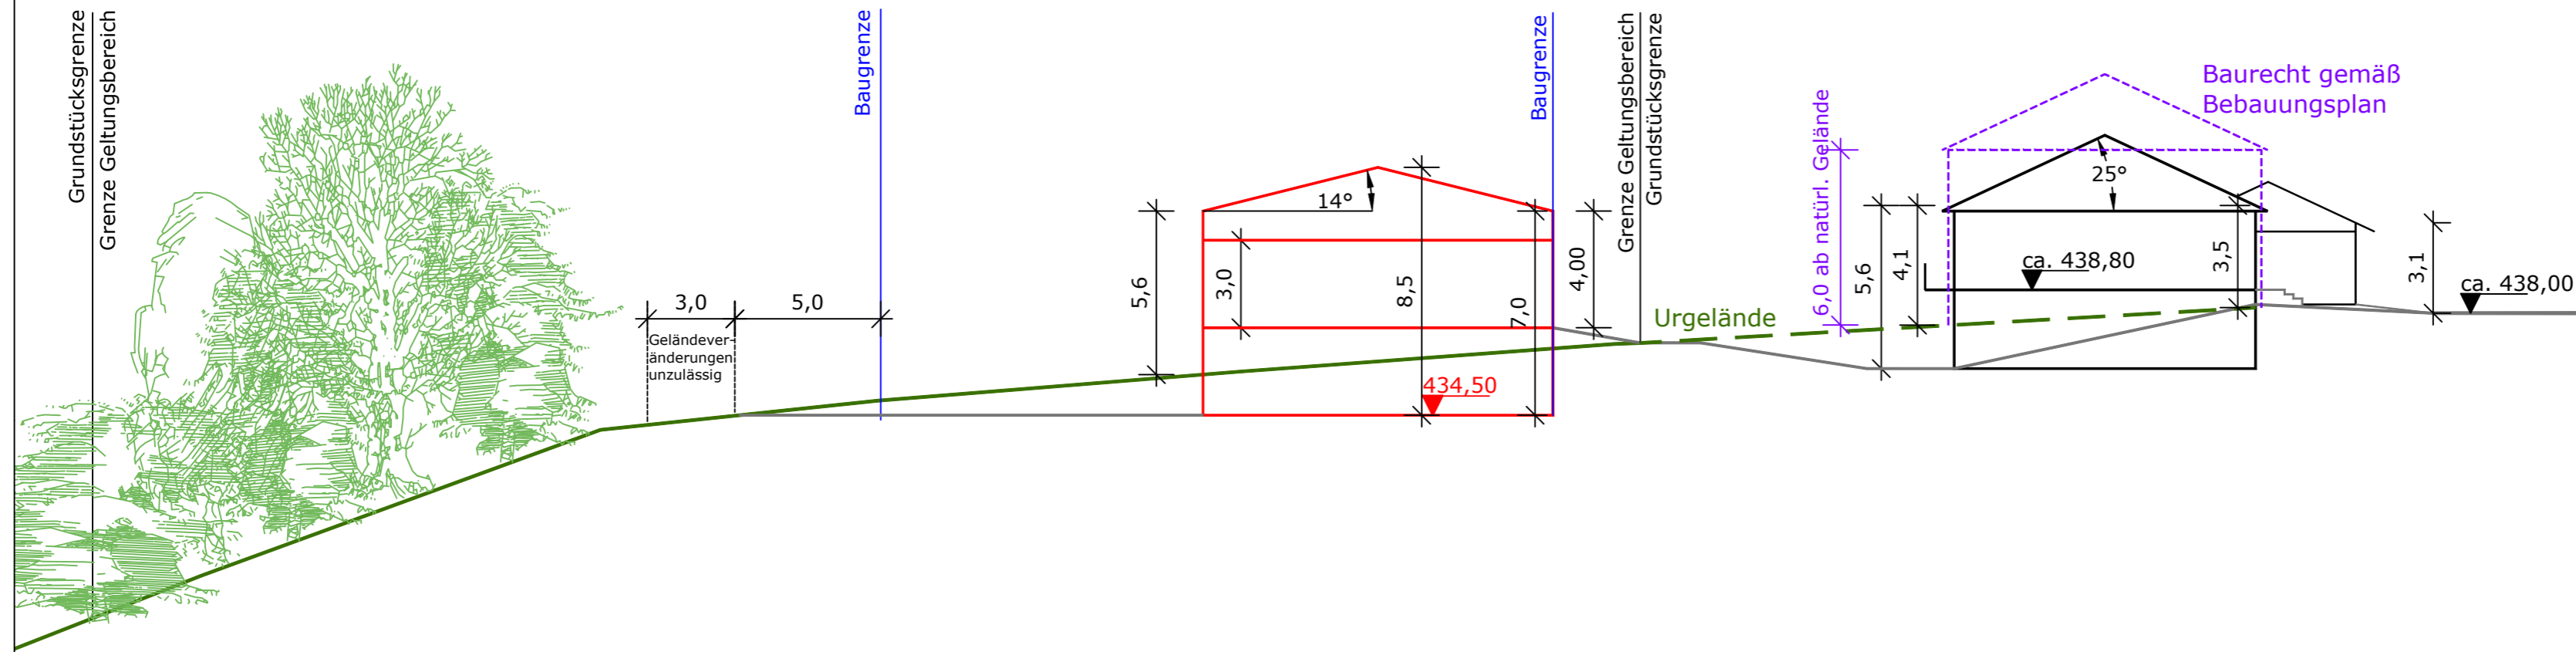 Grundstücksgrenze
Grenze Geltungsbereich
Baugrenze
3,0
5,0
Geländever-
änderungen
unzulässig
5,6
3,0
14°
8,5
434,50
7,0
Baugrenze
4,00
Grenze Geltungsbereich
Grundstücksgrenze
Urgelände
6,0 ab natürl. Gelände
5,6
4,1
Baurecht gemäß
Bebauungsplan
25°
ca. 438,80
3,5
3,1
ca. 438,00